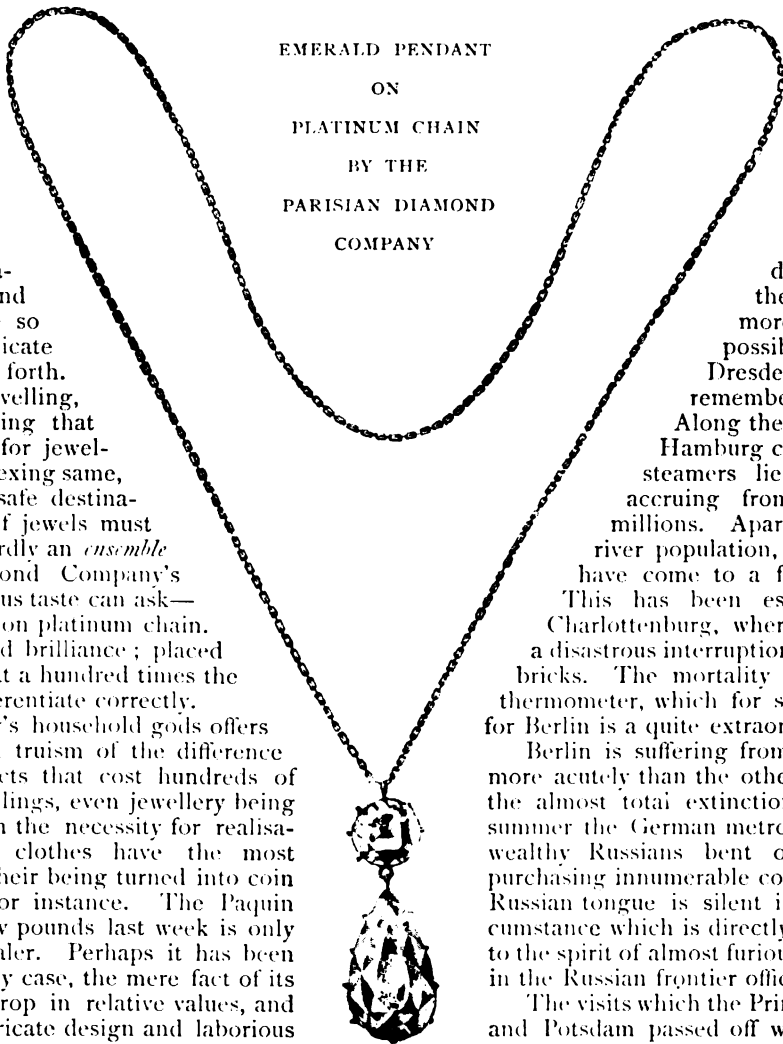 EMERALD PENDANT
ON
PLATINUM CHAIN
BY THE
PARISIAN DIAMOND
COMPANY
a-
nd
so
icate
forth.
velling,
ing that
for jewel-
exing same,
safe destina-
f jewels must
rdly an ensemble
ond Company's
us taste can ask—
on platinum chain.
d brilliance ; placed
t a hundred times the
erentiate correctly.
's household gods offers
truism of the difference
cts that cost hundreds of
lings, even jewellery being
n the necessity for realisa-
clothes have the most
heir being turned into coin
or instance. The Paquin
w pounds last week is only
aler. Perhaps it has been
y case, the mere fact of its
rop in relative values, and
ricate design and laborious
d
the
more
possib
Dresde
remembe
Along the
Hamburg c
steamers lie
accruing from
millions. Apar
river population,
have come to a f
This has been es
Charlottenburg, wher
a disastrous interruption
bricks. The mortality
thermometer, which for s
for Berlin is a quite extraor
Berlin is suffering from
more acutely than the othe
the almost total extinction
summer the German metro
wealthy Russians bent o
purchasing innumerable co
Russian tongue is silent i
cumstance which is directly
to the spirit of almost furiou
in the Russian frontier offic
The visits which the Prin
and Potsdam passed off w